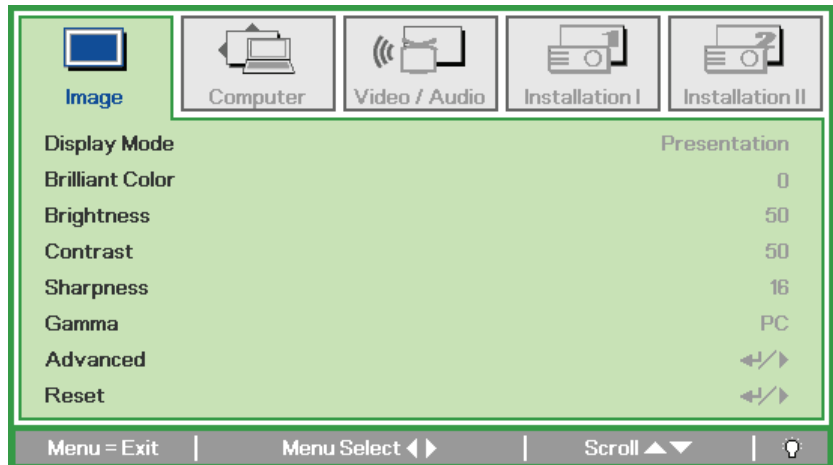 Image Computer Video / Audio Installation I Installation II
Display Mode Presentation
Brilliant Color 0
Brightness 50
Contrast 50
Sharpness 16
Gamma PC
Advanced ↵/▶
Reset ↵/▶
Menu = Exit | Menu Select ◀▶ | Scroll ▲▼ |